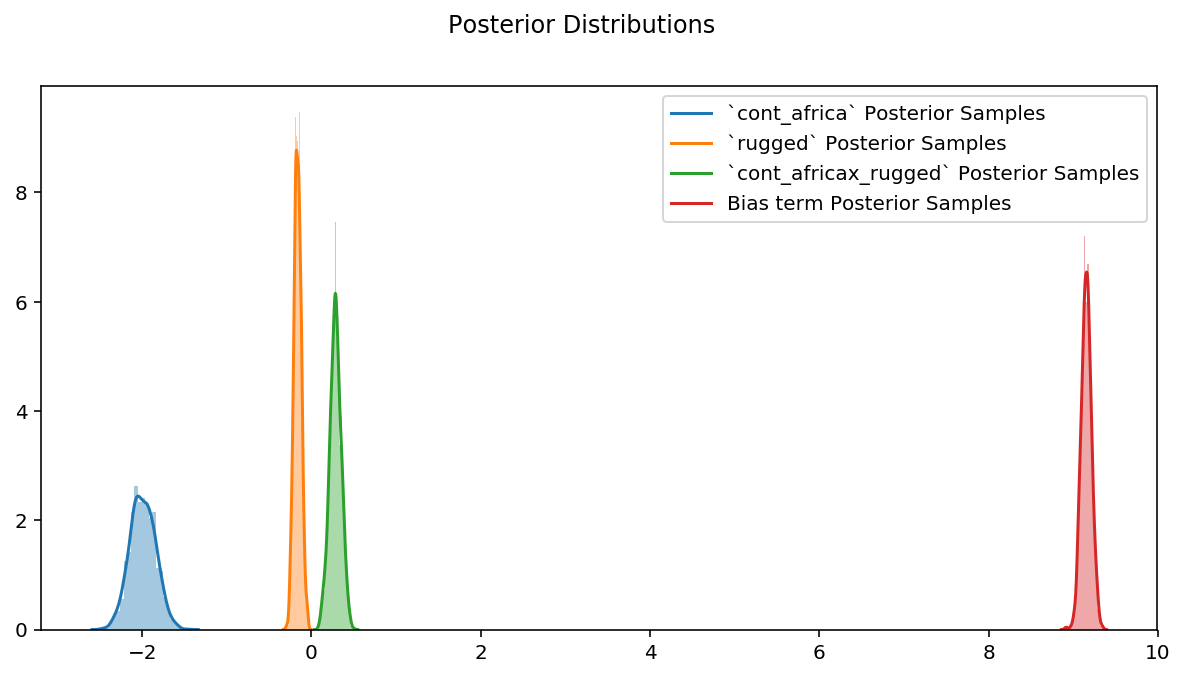 Posterior Distributions
`cont_africa` Posterior Samples
`rugged` Posterior Samples
`cont_africax_rugged` Posterior Samples
Bias term Posterior Samples
8
6
4
2
0
−2 0 2 4 6 8 10